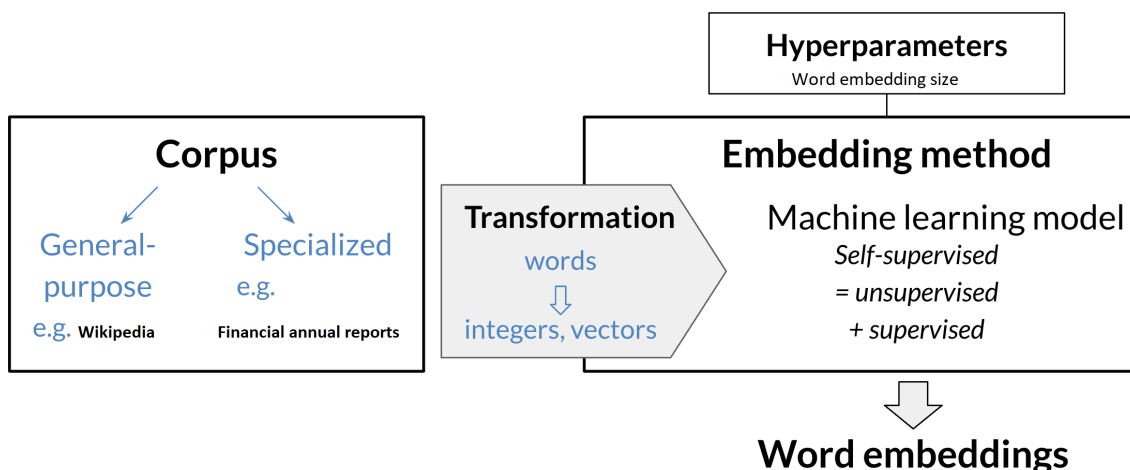 Hyperparameters
Word embedding size
Corpus
General-
purpose
e.g. Wikipedia
Specialized
e.g.
Financial annual reports
Transformation
words
integers, vectors
Embedding method
Machine learning model
Self-supervised
= unsupervised
+ supervised
Word embeddings